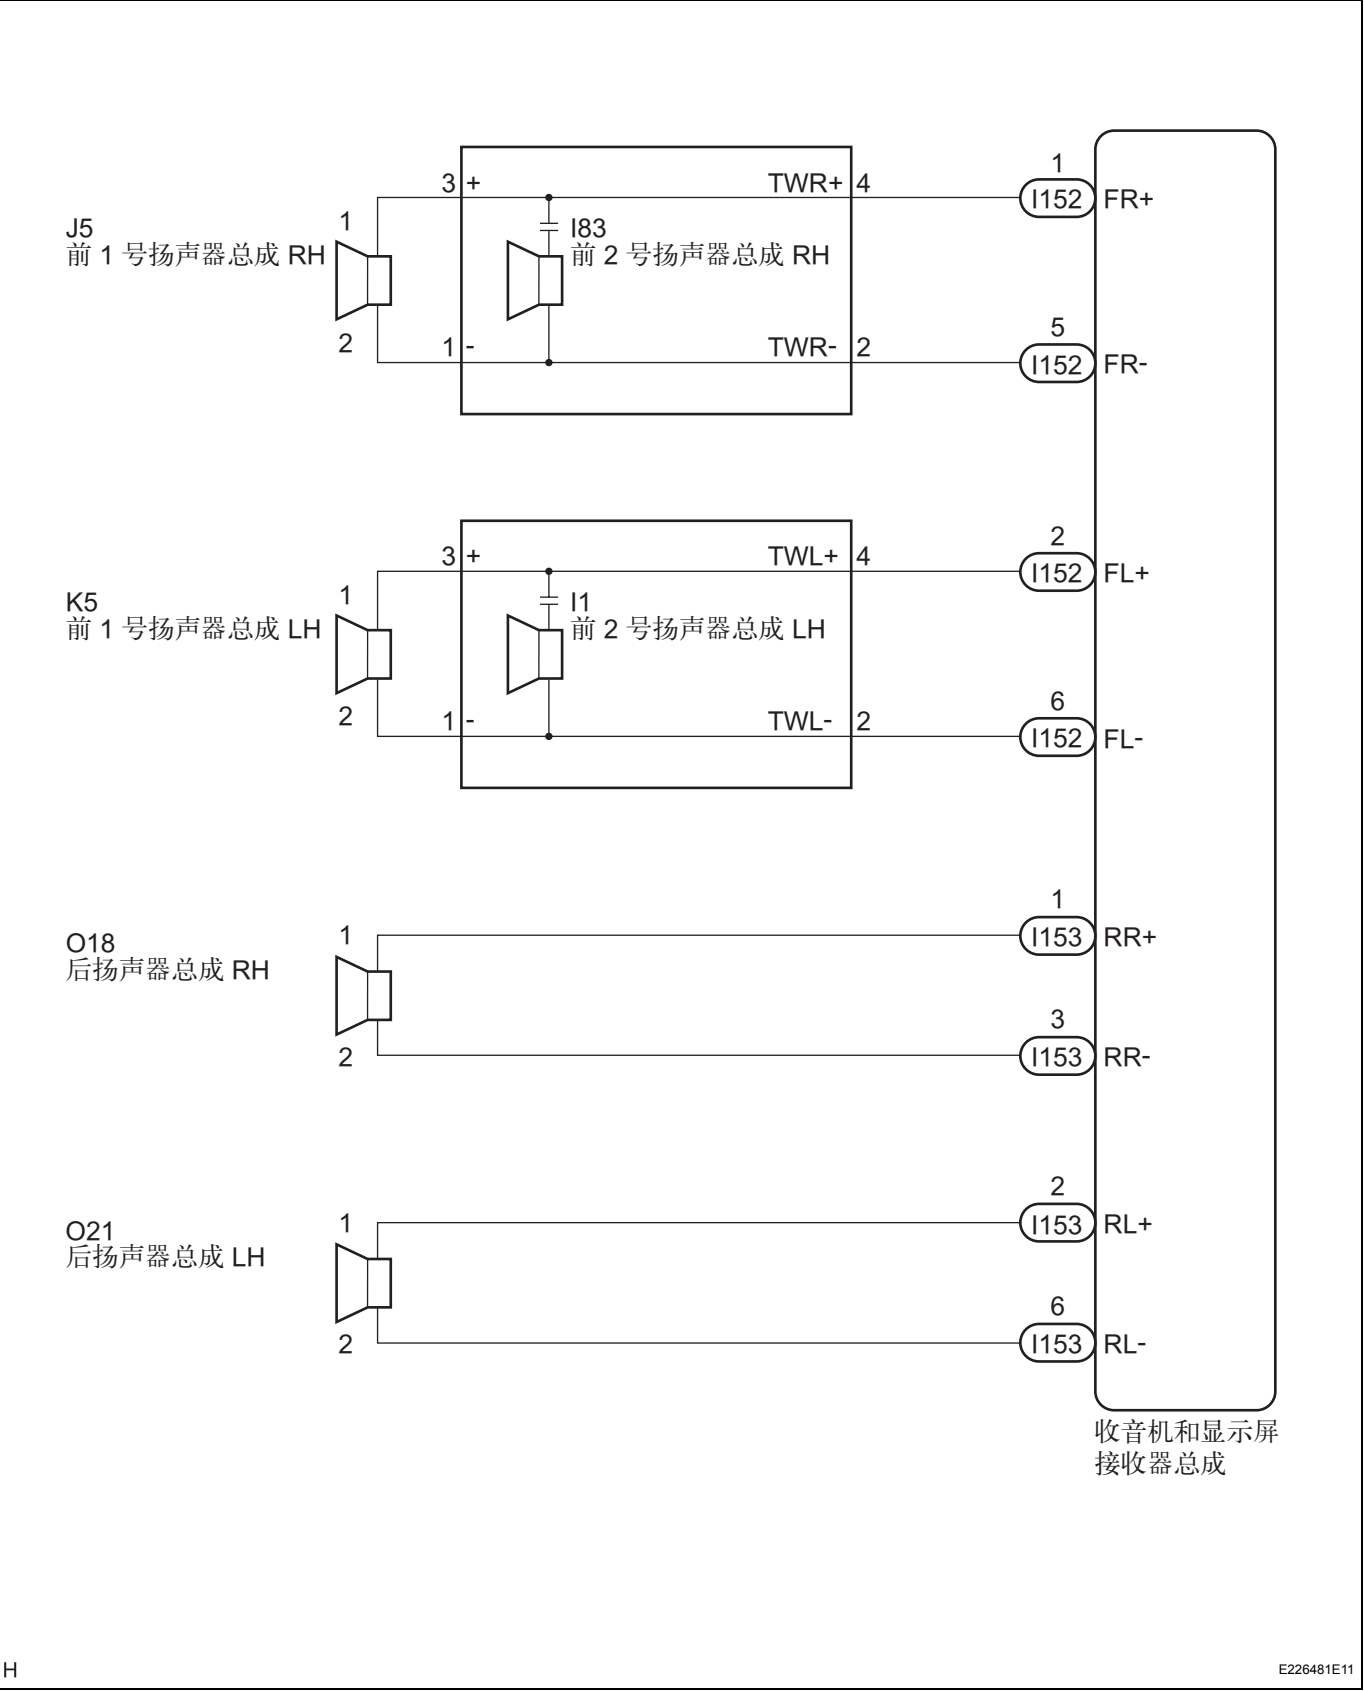 1
3 + TWR+ 4 I152 FR+
J5 1 I83
前 1 号扬声器总成 RH 前 2 号扬声器总成 RH
5
2 1 - TWR- 2
I152 FR-
2
3 + TWL+ 4 I152 FL+
K5 1 I1
前 1 号扬声器总成 LH 前 2 号扬声器总成 LH
6
2 1 - TWL- 2
I152 FL-
1
O18 1 I153 RR+
后扬声器总成 RH
3
2 I153 RR-
2
O21 1 I153 RL+
后扬声器总成 LH
6
2 I153 RL-
收音机和显示屏
接收器总成
H E226481E11